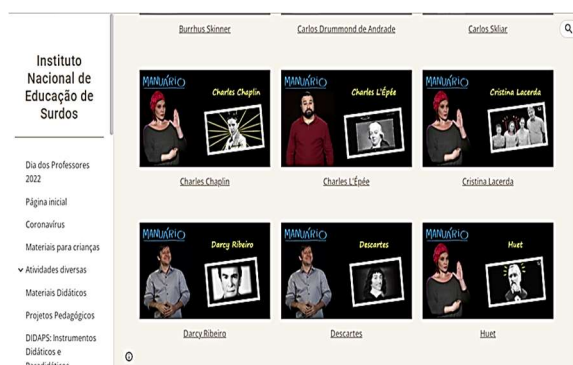 Instituto
Nacional de
Educação de
Surdos
Dia dos Professores
2022
Página inicial
Coronavírus
Materiais para crianças
Atividades diversas
Materiais Didáticos
Projetos Pedagógicos
DIDAPS: Instrumentos
Didáticos e
Burrhus Skinner
Carlos Drummond de Andrade
Carlos Skliar
MANUÁRIO
Charles Chaplin
MANUÁRIO
Charles L'Épée
MANUÁRIO
Cristina Lacerda
Charles Chaplin
Charles L'Épée
Cristina Lacerda
MANUÁRIO
Darcy Ribeiro
MANUÁRIO
Descartes
MANUÁRIO
Huet
Darcy Ribeiro
Descartes
Huet